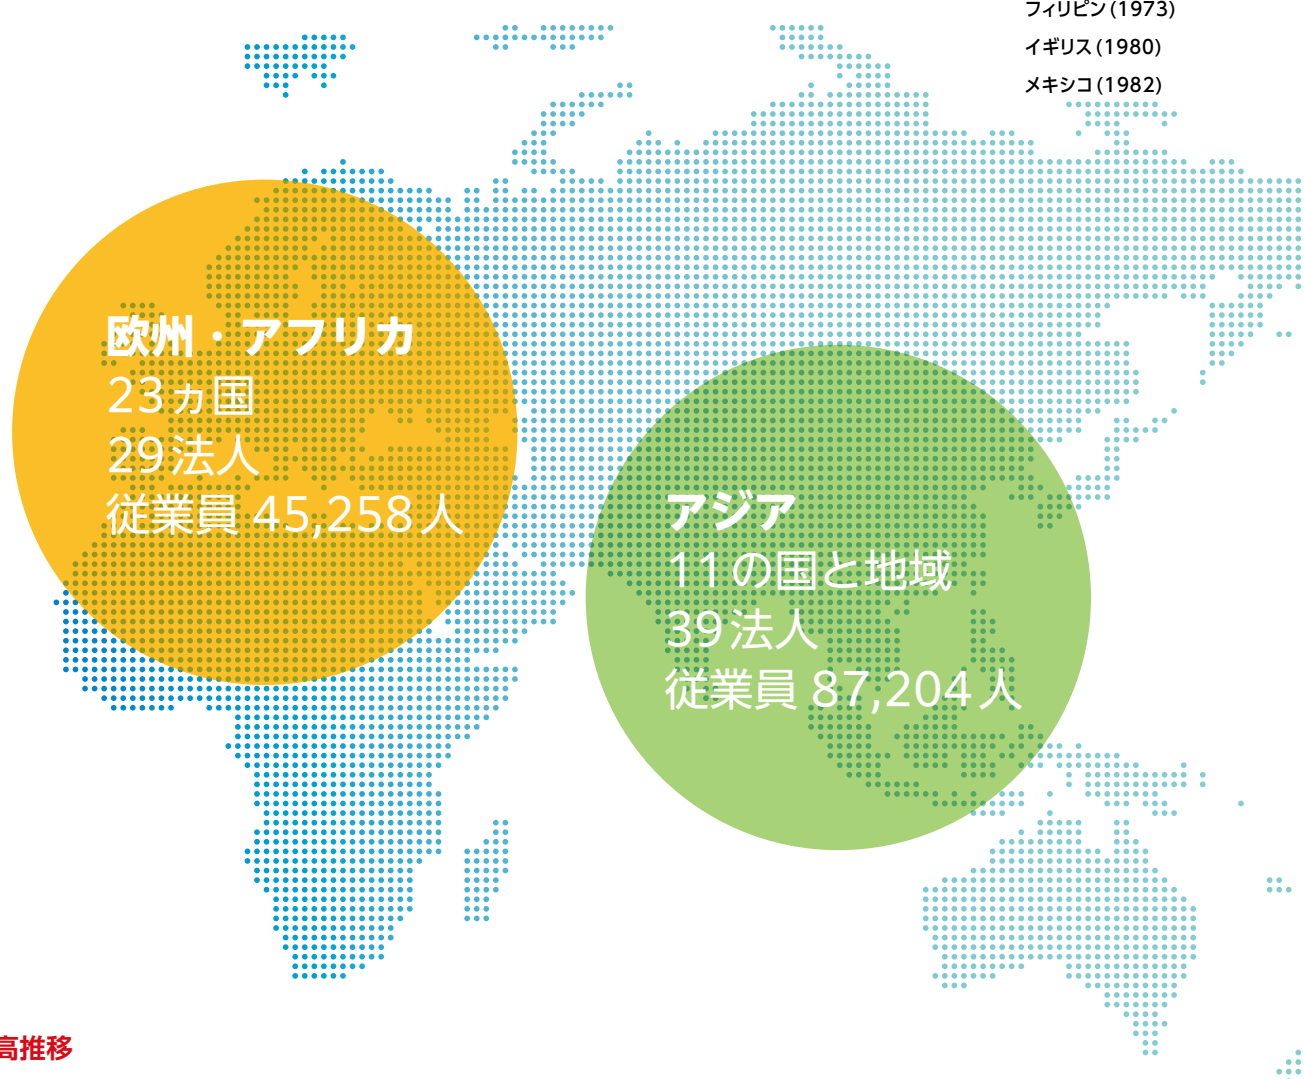 フィリピン(1973)
イギリス(1980)
メキシコ(1982)
欧州・アフリカ
23ヵ国
29法人
従業員 45,258人
アジア
11の国と地域
39法人
従業員 87,204人
高推移